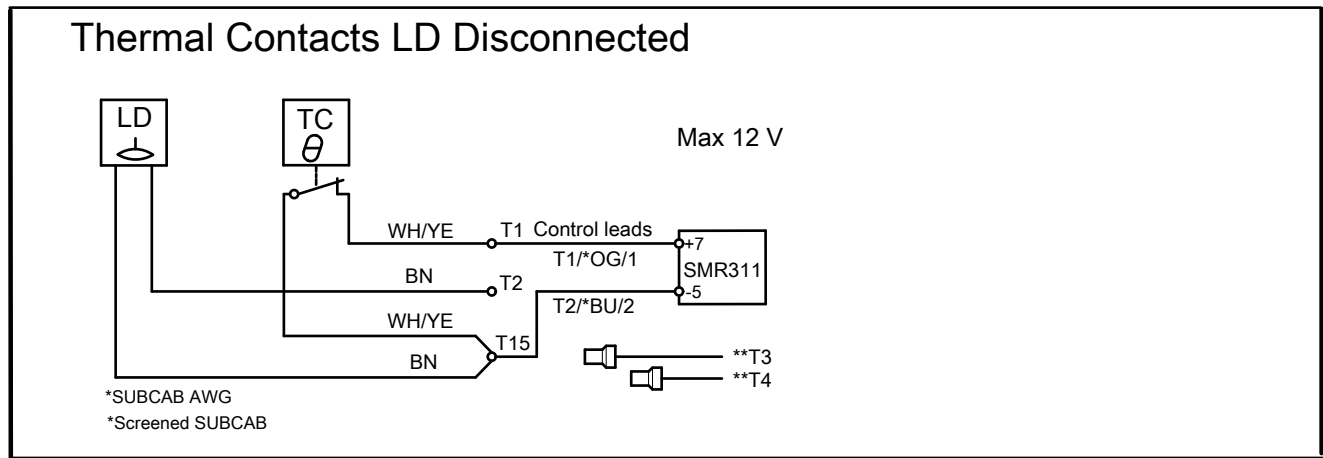 Thermal Contacts LD Disconnected
LD
TC
θ
Max 12 V
WH/YE
T1
Control leads
+7
T1/*OG/1
SMR311
BN
T2
-5
T2/*BU/2
WH/YE
T15
BN
**T3
**T4
*SUBCAB AWG
*Screened SUBCAB